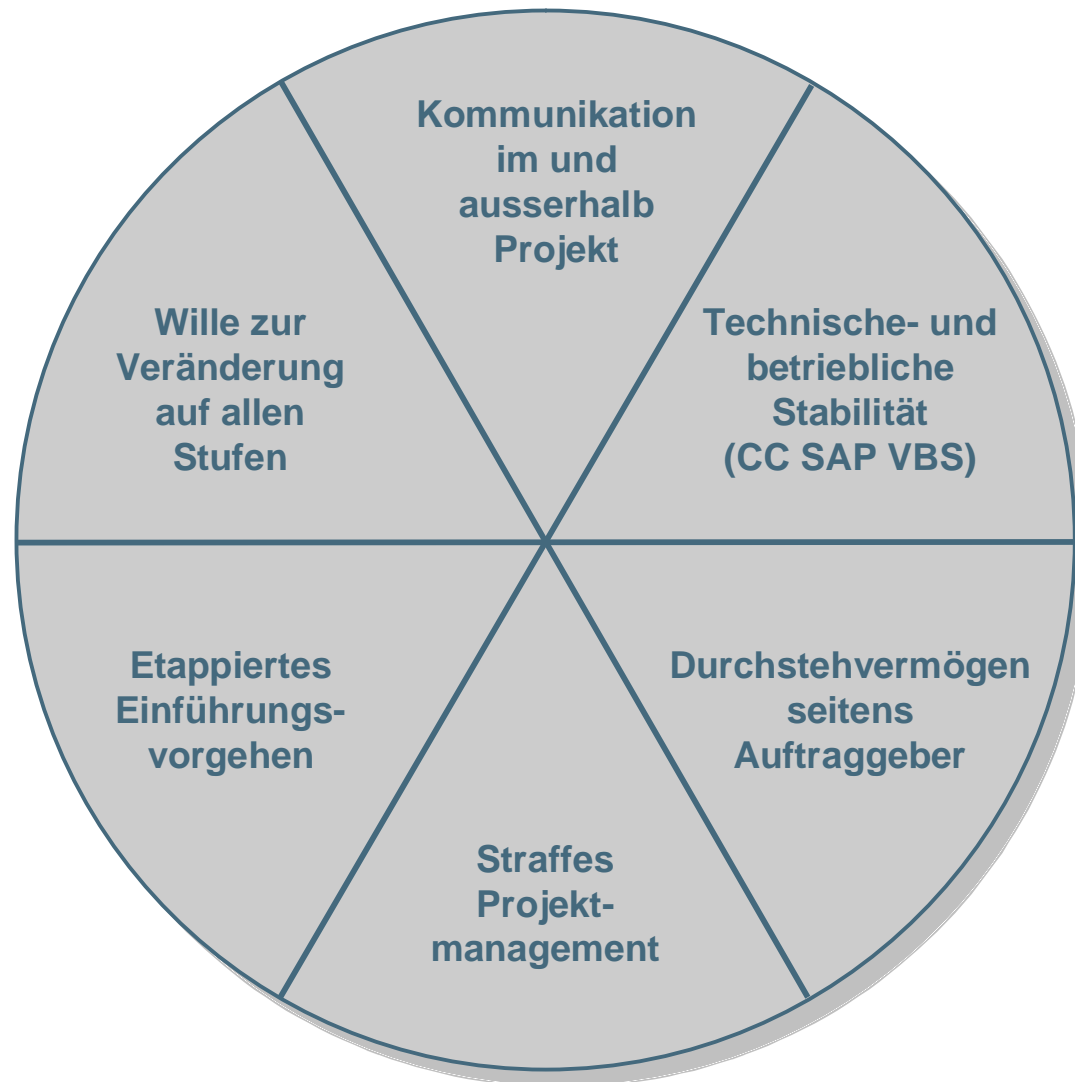 Kommunikation
im und
ausserhalb
Projekt
Technische- und
betriebliche
Stabilität
(CC SAP VBS)
Durchstehvermögen
seitens
Auftraggeber
Straffes
Projekt-
management
Etappiertes
Einführungs-
vorgehen
Wille zur
Veränderung
auf allen
Stufen